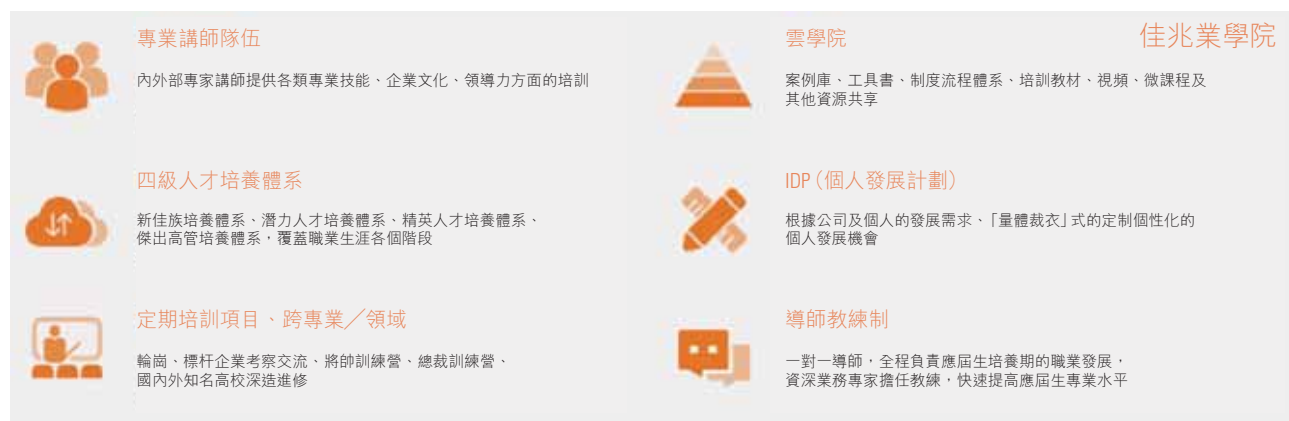 佳兆業學院
專業講師隊伍
內外部專家講師提供各類專業技能、企業文化、領導力方面的培訓
雲學院
案例庫、工具書、制度流程體系、培訓教材、視頻、微課程及
其他資源共享
四級人才培養體系
新佳族培養體系、潛力人才培養體系、精英人才培養體系、
傑出高管培養體系，覆蓋職業生涯各個階段
IDP（個人發展計劃）
根據公司及個人的發展需求、「量體裁衣」式的定制個性化的
個人發展機會
定期培訓項目、跨專業／領域
輪崗、標杆企業考察交流、將帥訓練營、總裁訓練營、
國內外知名高校深造進修
導師教練制
一對一導師，全程負責應屆生培養期的職業發展，
資深業務專家擔任教練，快速提高應屆生專業水平